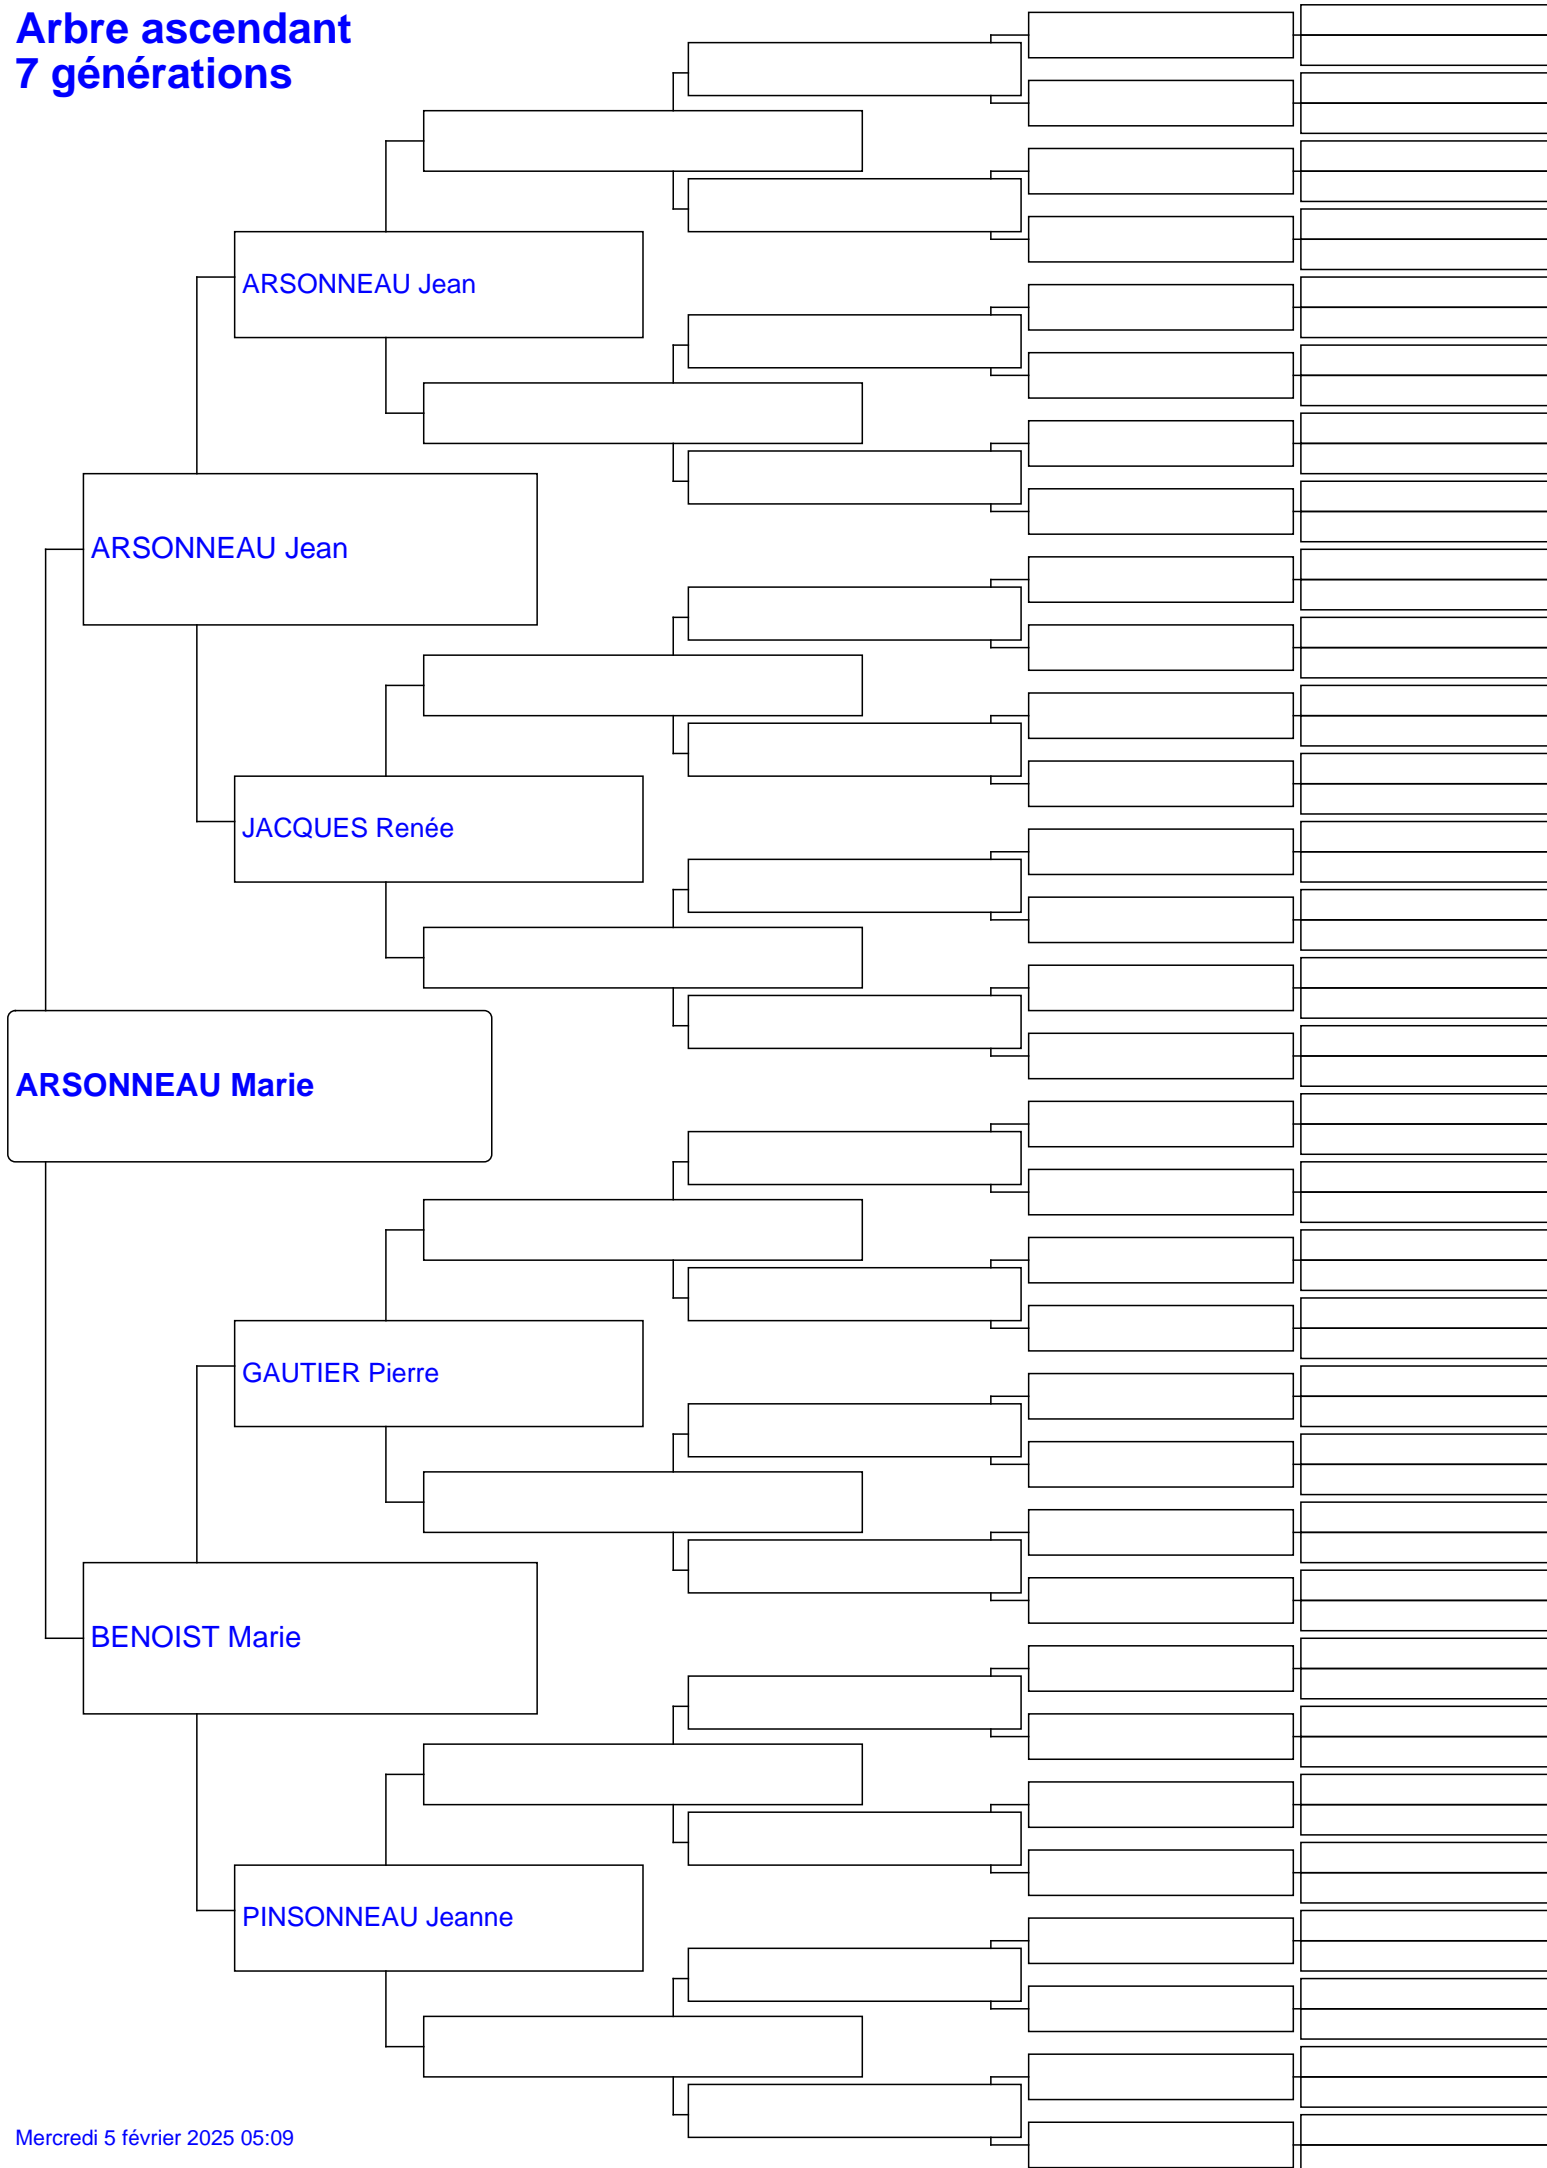 Arbre ascendant
7 générations
ARSONNEAU Jean
ARSONNEAU Jean
JACQUES Renée
ARSONNEAU Marie
GAUTIER Pierre
BENOIST Marie
PINSONNEAU Jeanne
Mercredi 5 février 2025 05:09